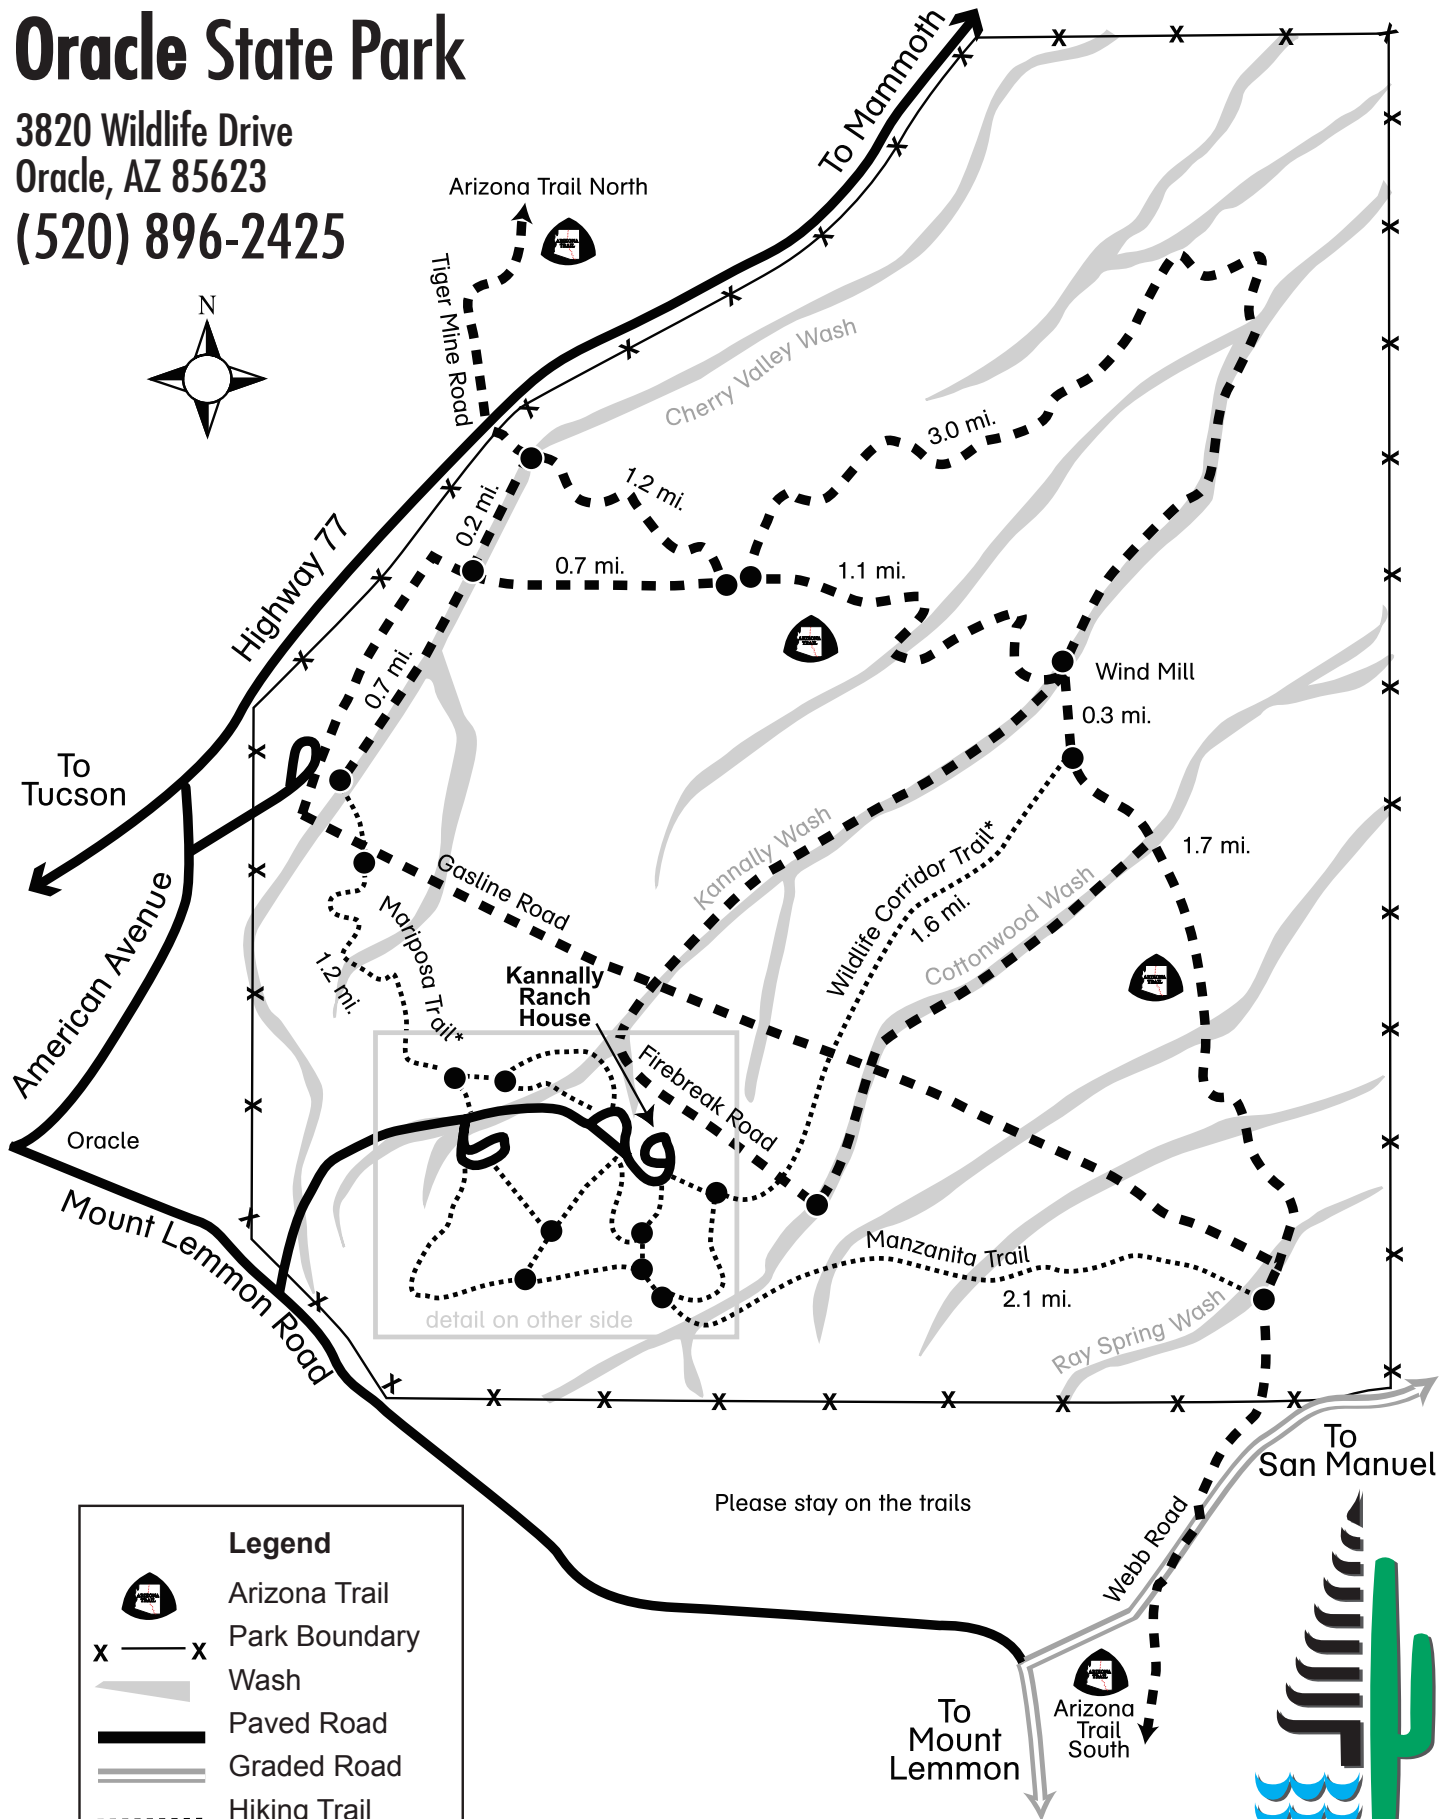 Oracle State Park
3820 Wildlife Drive
Oracle, AZ 85623
(520) 896-2425
N
To Mammoth
Arizona Trail North
Tiger Mine Road
Cherry Valley Wash
3.0 mi.
1.2 mi.
0.2 mi.
Highway 77
0.7 mi.
1.1 mi.
0.7 mi.
Wind Mill
0.3 mi.
To
Tucson
Kannally Wash
Wildlife Corridor Trail*
1.6 mi.
1.7 mi.
Gasline Road
Cottonwood Wash
American Avenue
Mariposa Trail*
1.2 mi.
Kannally
Ranch
House
Firebreak Road
Oracle
Mount Lemmon Road
Manzanita Trail
2.1 mi.
Ray Spring Wash
detail on other side
To
San Manuel
Please stay on the trails
Webb Road
Arizona
Trail
South
To
Mount
Lemmon
Legend
Arizona Trail
x x Park Boundary
Wash
Paved Road
Graded Road
Hiking Trail